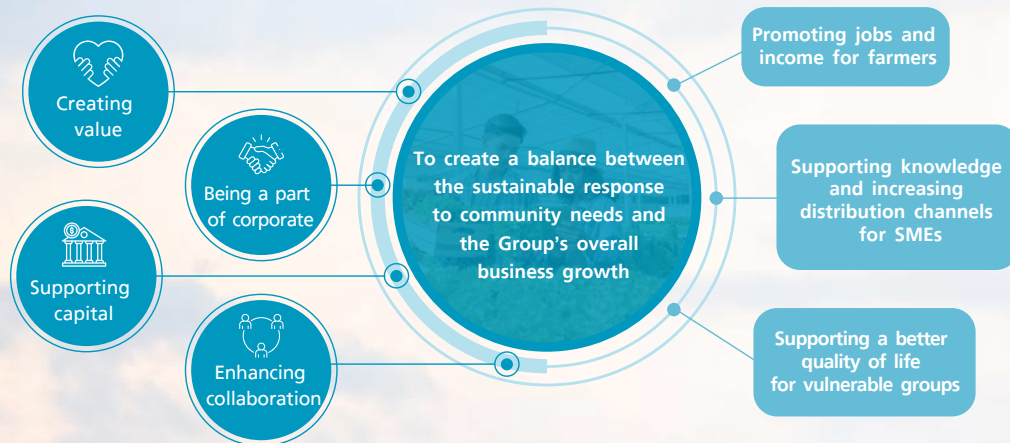 Creating
value
Being a part
of corporate
Supporting
capital
Enhancing
collaboration
To create a balance between
the sustainable response
to community needs and
the Group’s overall
business growth
Promoting jobs and
income for farmers
Supporting knowledge
and increasing
distribution channels
for SMEs
Supporting a better
quality of life
for vulnerable groups